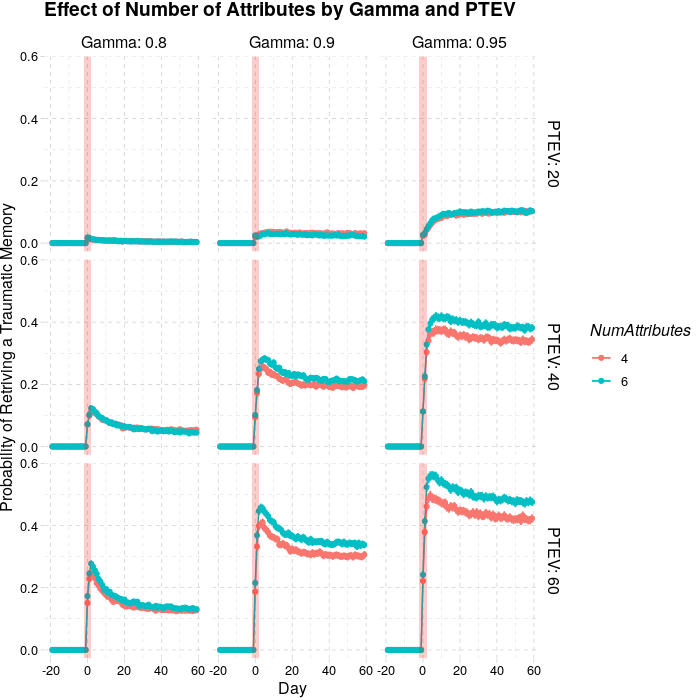 Effect of Number of Attributes by Gamma and PTEV
Gamma: 0.8
Gamma: 0.9
Gamma: 0.95
Probability of Retriving a Traumatic Memory
0.6
0.4
0.2
0.0
PTEV: 20
0.6
0.4
0.2
0.0
PTEV: 40
0.6
0.4
0.2
0.0
PTEV: 60
-20 0 20 40 60
-20 0 20 40 60
-20 0 20 40 60
Day
NumAttributes
4
6